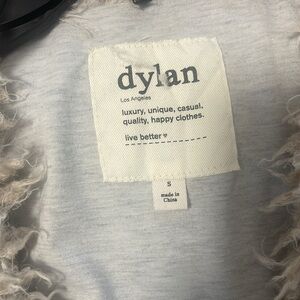 dylan
Los Angeles
luxury, unique, casual,
quality, happy clothes.
live better ♥
S
made in
China